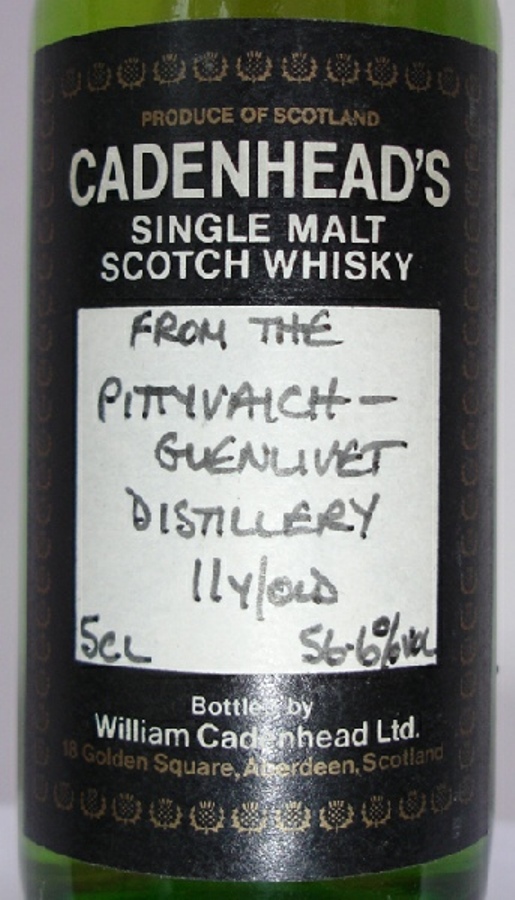 PRODUCE OF SCOTLAND
CADENHEAD'S
SINGLE MALT
SCOTCH WHISKY
FROM THE
PITTYVAICH-
GLENLIVET
DISTILLERY
11y/old
5cl 56.6%vol
Bottled by
William Cadenhead Ltd.
18 Golden Square, Aberdeen, Scotland